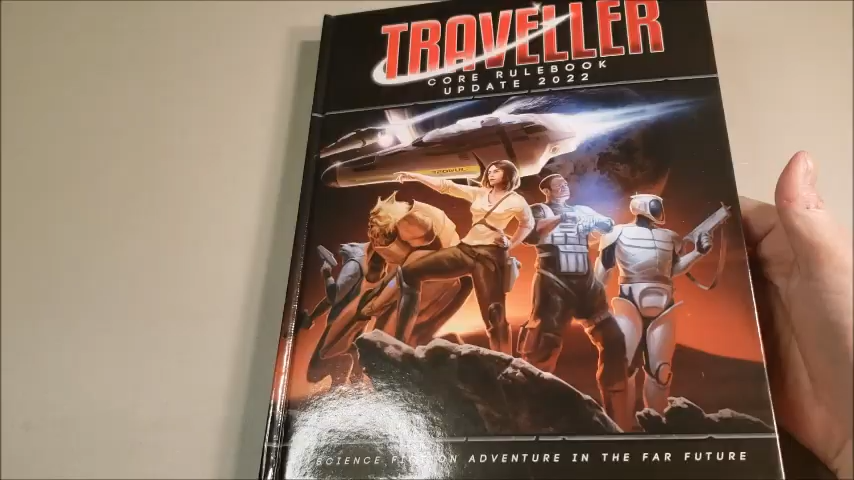 TRAVELLER
CORE RULEBOOK
UPDATE 2022
SCIENCE FICTION ADVENTURE IN THE FAR FUTURE